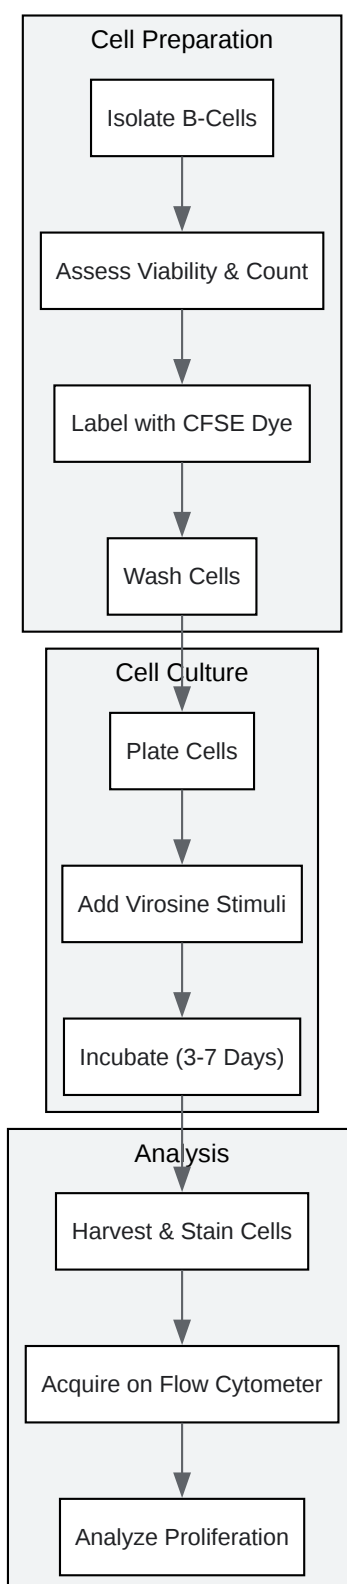 Cell Preparation
Isolate B-Cells
Assess Viability & Count
Label with CFSE Dye
Wash Cells
Cell Culture
Plate Cells
Add Virosine Stimuli
Incubate (3-7 Days)
Analysis
Harvest & Stain Cells
Acquire on Flow Cytometer
Analyze Proliferation